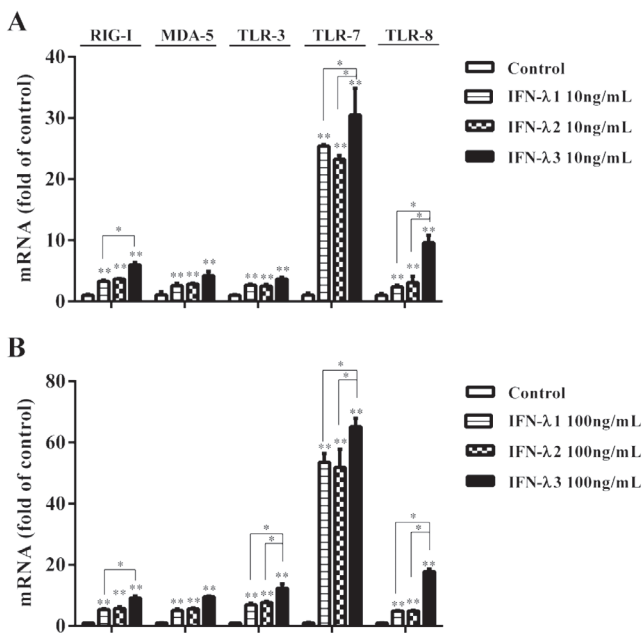 A
RIG-I MDA-5 TLR-3 TLR-7 TLR-8
mRNA (fold of control)
40
30
20
10
0
** ** ** ** ** ** ** ** ** ** ** ** ** ** **
* * * * *
Control
IFN-λ1 10ng/mL
IFN-λ2 10ng/mL
IFN-λ3 10ng/mL
B
mRNA (fold of control)
80
60
40
20
0
** ** ** ** ** ** ** ** ** ** ** ** ** ** **
* * * * * * *
Control
IFN-λ1 100ng/mL
IFN-λ2 100ng/mL
IFN-λ3 100ng/mL